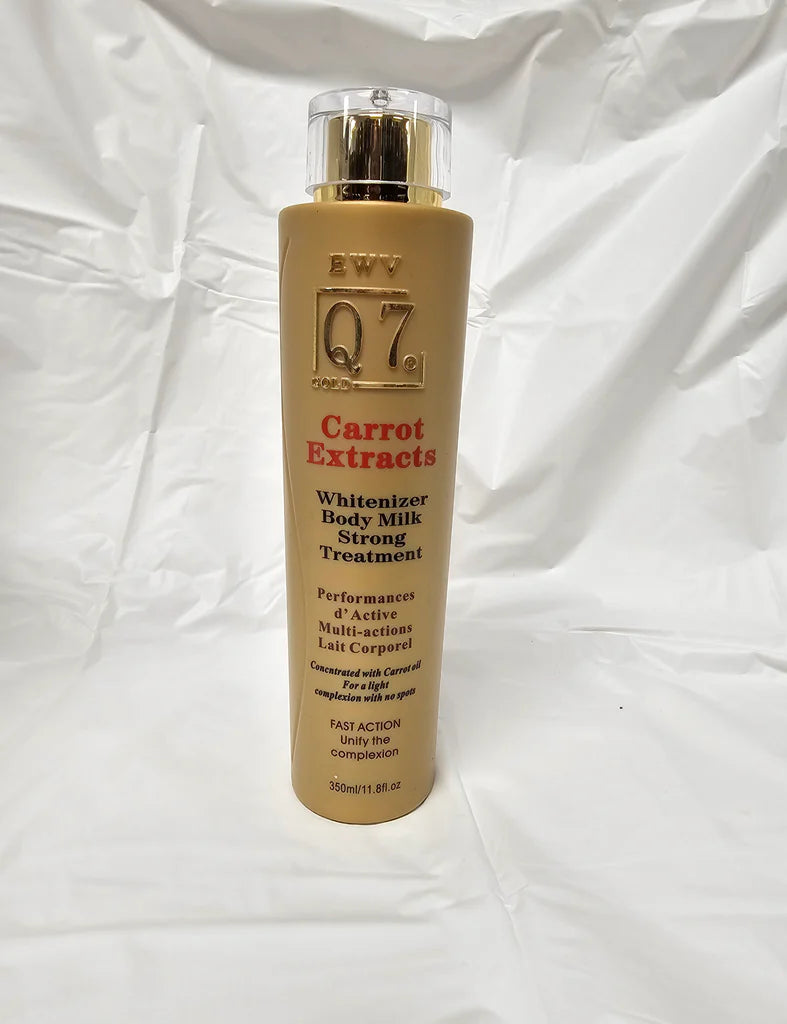 EWV
Q7®
GOLD
Carrot
Extracts
Whitenizer
Body Milk
Strong
Treatment
Performances
d'Active
Multi-actions
Lait Corporel
Concntrated with Carrot oil
For a light
complexion with no spots
FAST ACTION
Unify the
complexion
350ml/11.8fl.oz